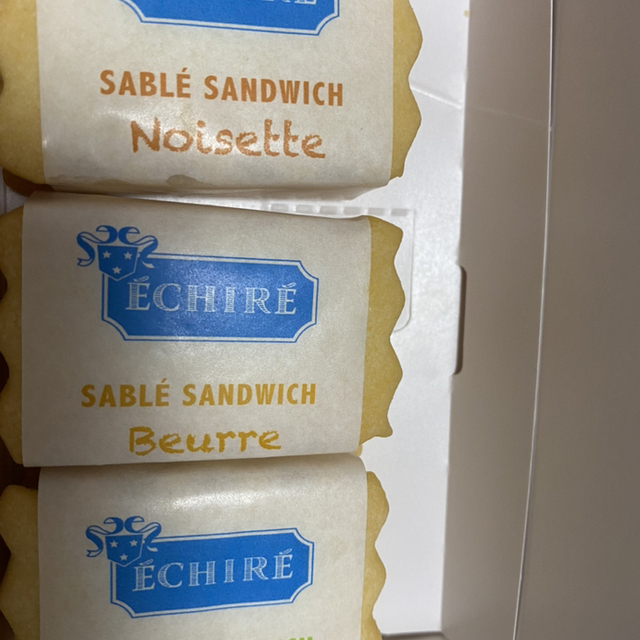 SABLÉ SANDWICH
Noisette
ÉCHIRÉ
SABLÉ SANDWICH
Beurre
ÉCHIRÉ